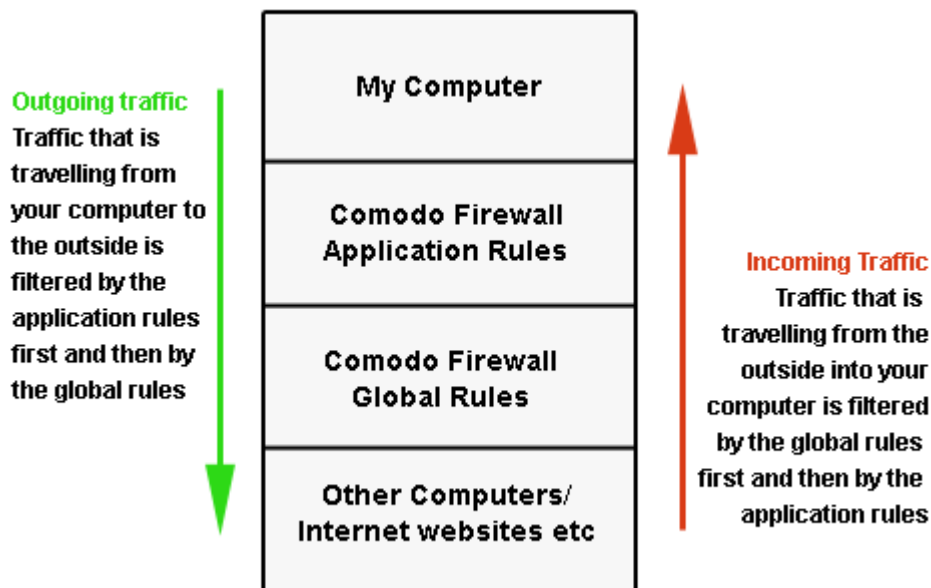 Outgoing traffic
Traffic that is
travelling from
your computer to
the outside is
filtered by the
application rules
first and then by
the global rules
My Computer
Comodo Firewall
Application Rules
Comodo Firewall
Global Rules
Other Computers/
Internet websites etc
Incoming Traffic
Traffic that is
travelling from the
outside into your
computer is filtered
by the global rules
first and then by the
application rules